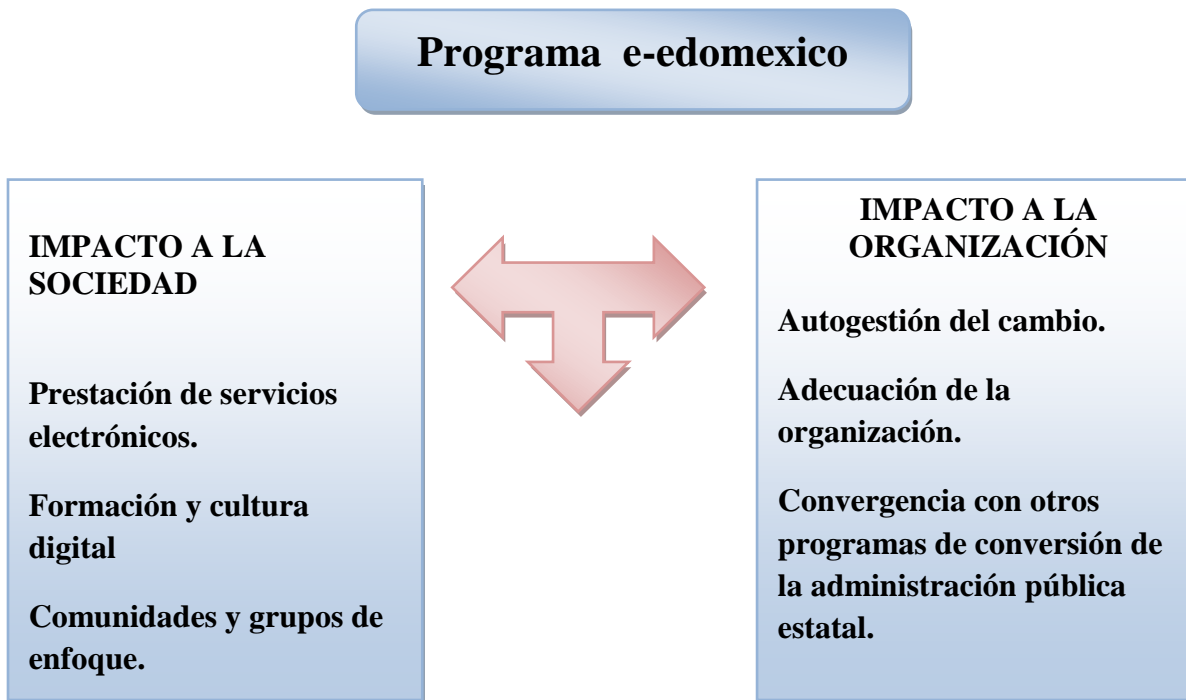 Programa e-edomexico
IMPACTO A LA
SOCIEDAD
Prestación de servicios
electrónicos.
Formación y cultura
digital
Comunidades y grupos de
enfoque.
IMPACTO A LA
ORGANIZACIÓN
Autogestión del cambio.
Adecuación de la
organización.
Convergencia con otros
programas de conversión de
la administración pública
estatal.